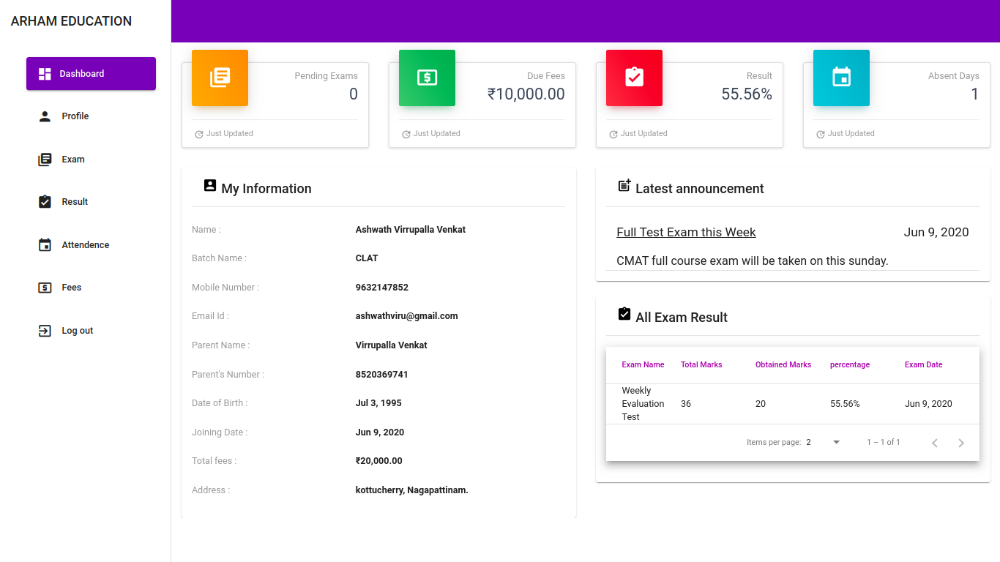 ARHAM EDUCATION
Dashboard
Profile
Exam
Result
Attendence
Fees
Log out
Pending Exams
0
Just Updated
Due Fees
₹10,000.00
Just Updated
Result
55.56%
Just Updated
Absent Days
1
Just Updated
My Information
Name : Ashwath Virrupalla Venkat
Batch Name : CLAT
Mobile Number : 9632147852
Email Id : ashwathviru@gmail.com
Parent Name : Virrupalla Venkat
Parent's Number : 8520369741
Date of Birth : Jul 3, 1995
Joining Date : Jun 9, 2020
Total fees : ₹20,000.00
Address : kottucherry, Nagapattinam.
Latest announcement
Full Test Exam this Week Jun 9, 2020
CMAT full course exam will be taken on this sunday.
All Exam Result
Exam Name Total Marks Obtained Marks percentage Exam Date
Weekly
Evaluation 36 20 55.56% Jun 9, 2020
Test
Items per page: 2 1 – 1 of 1